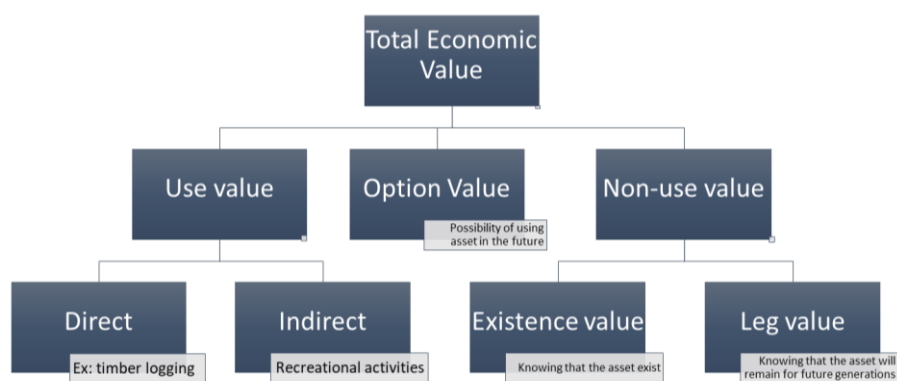 Total Economic
Value
Use value
Option Value
Non-use value
Possibility of using
asset in the future
Direct
Indirect
Existence value
Leg value
Ex: timber logging
Recreational activities
Knowing that the asset exist
Knowing that the asset will
remain for future generations